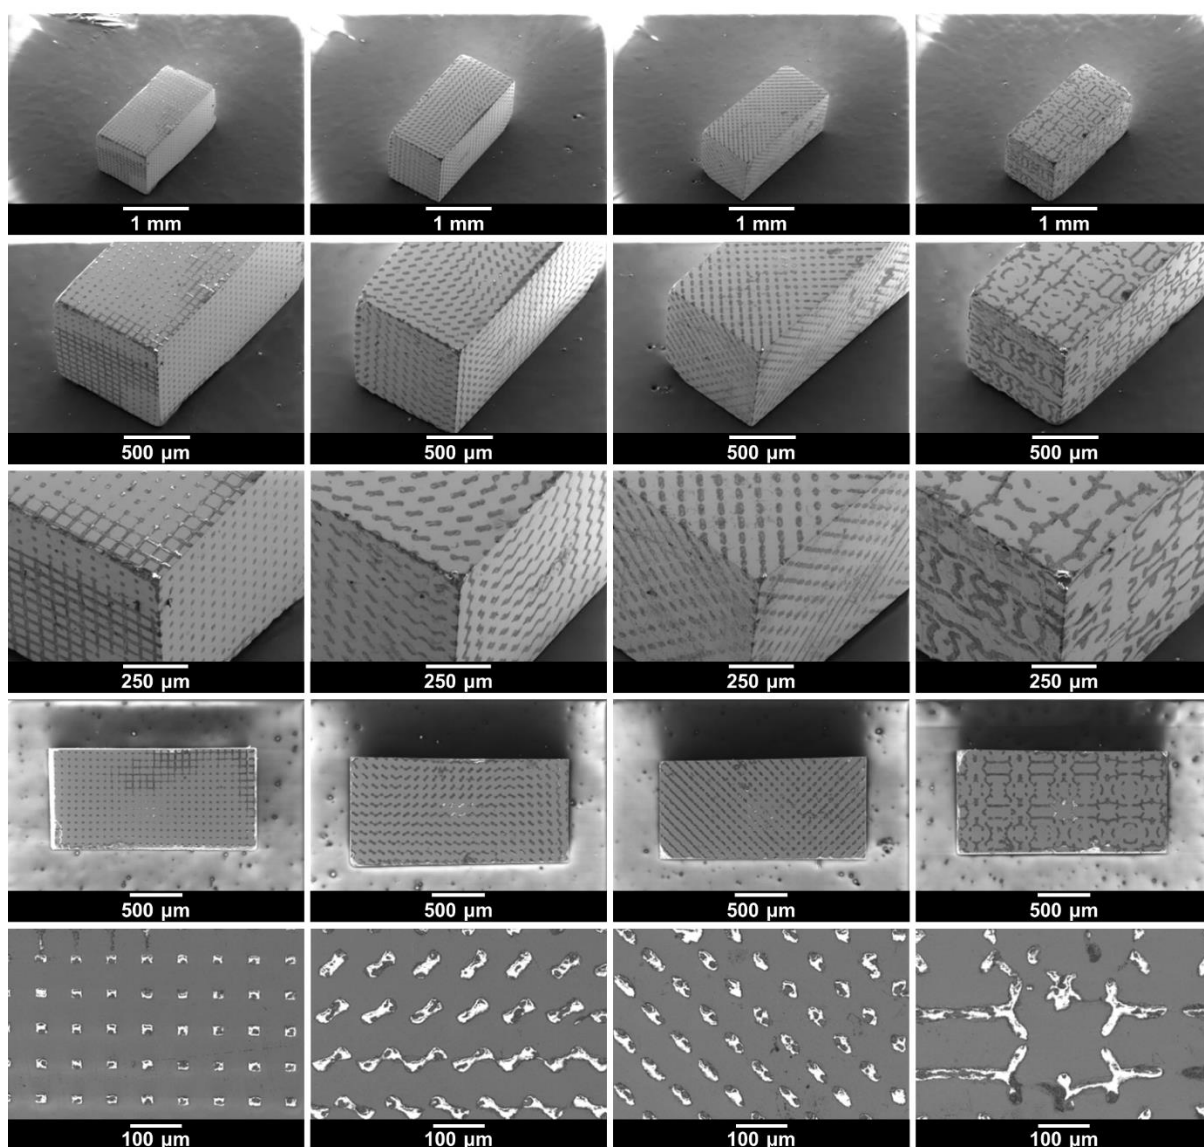 1 mm 1 mm 1 mm 1 mm
500 µm 500 µm 500 µm 500 µm
250 µm 250 µm 250 µm 250 µm
500 µm 500 µm 500 µm 500 µm
100 µm 100 µm 100 µm 100 µm